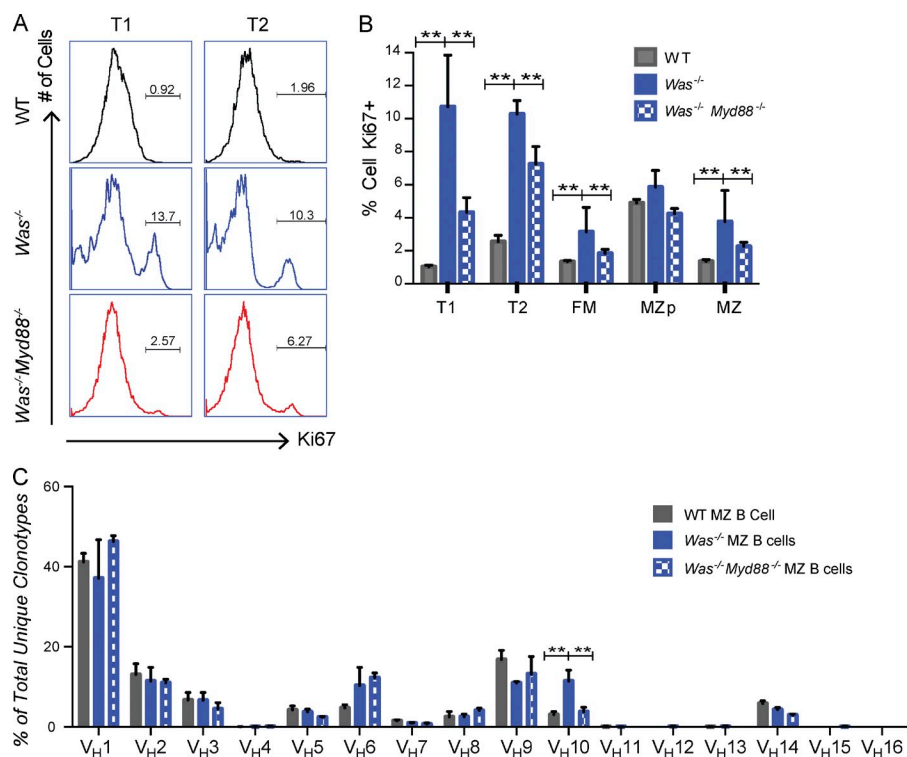 A
T1 T2
# of Cells
WT
0.92
1.96
Was-/-
13.7
10.3
Was-/-Myd88-/-
2.57
6.27
Ki67
B
% Cell Ki67+
14
12
10
8
6
4
2
0
** **
** **
** **
** **
WT
Was-/-
Was-/- Myd88-/-
T1 T2 FM MZp MZ
C
% of Total Unique Clonotypes
60
40
20
0
** **
WT MZ B Cell
Was-/- MZ B cells
Was-/-Myd88-/- MZ B cells
VH1 VH2 VH3 VH4 VH5 VH6 VH7 VH8 VH9 VH10 VH11 VH12 VH13 VH14 VH15 VH16